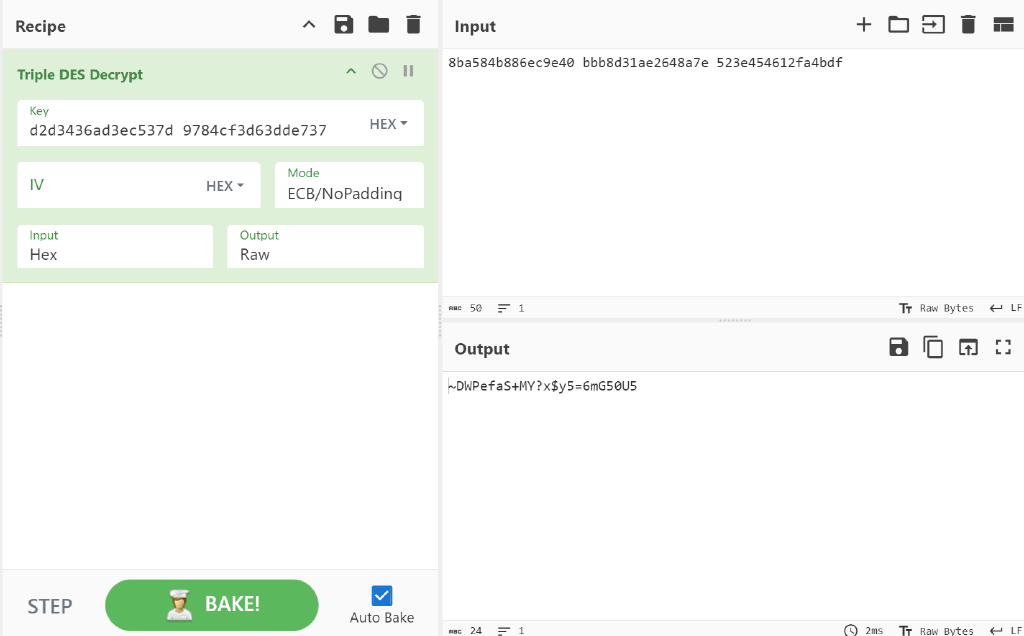 Recipe
Triple DES Decrypt
Key
d2d3436ad3ec537d 9784cf3d63dde737
HEX
IV
HEX
Mode
ECB/NoPadding
Input
Hex
Output
Raw
STEP
BAKE!
Auto Bake
Input
8ba584b886ec9e40 bbb8d31ae2648a7e 523e454612fa4bdf
ABC 50 1
Raw Bytes LF
Output
~DWPefaS+MY?x$y5=6mG50U5
ABC 24 1
2ms Raw Bytes LF